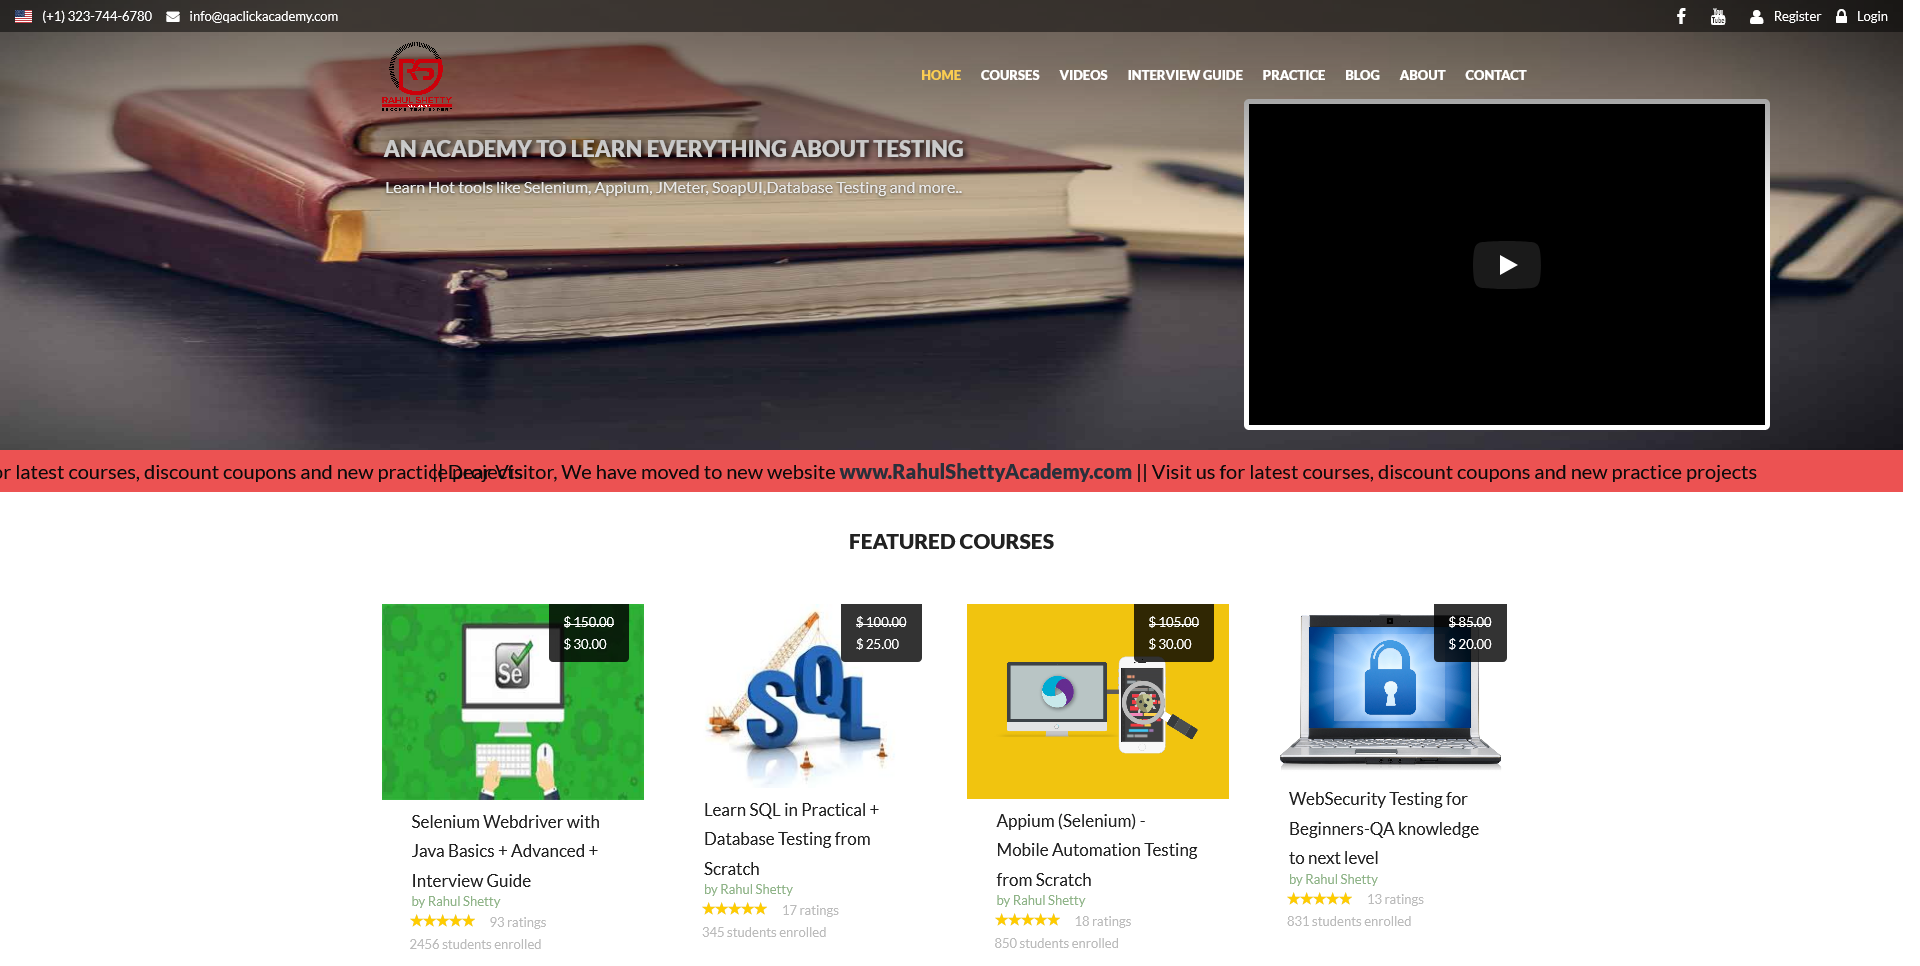 (+1) 323-744-6780 info@qaclickacademy.com Register Login
RAHUL SHETTY
HOME COURSES VIDEOS INTERVIEW GUIDE PRACTICE BLOG ABOUT CONTACT
AN ACADEMY TO LEARN EVERYTHING ABOUT TESTING
Learn Hot tools like Selenium, Appium, JMeter, SoapUI,Database Testing and more..
or latest courses, discount coupons and new practice projects
|| Dear Visitor, We have moved to new website www.RahulShettyAcademy.com || Visit us for latest courses, discount coupons and new practice projects
FEATURED COURSES
$ 150.00
$ 30.00
Se
Selenium Webdriver with
Java Basics + Advanced +
Interview Guide
by Rahul Shetty
93 ratings
2456 students enrolled
$ 100.00
$ 25.00
SQL
Learn SQL in Practical +
Database Testing from
Scratch
by Rahul Shetty
17 ratings
345 students enrolled
$ 105.00
$ 30.00
Appium (Selenium) -
Mobile Automation Testing
from Scratch
by Rahul Shetty
18 ratings
850 students enrolled
$ 85.00
$ 20.00
WebSecurity Testing for
Beginners-QA knowledge
to next level
by Rahul Shetty
13 ratings
831 students enrolled